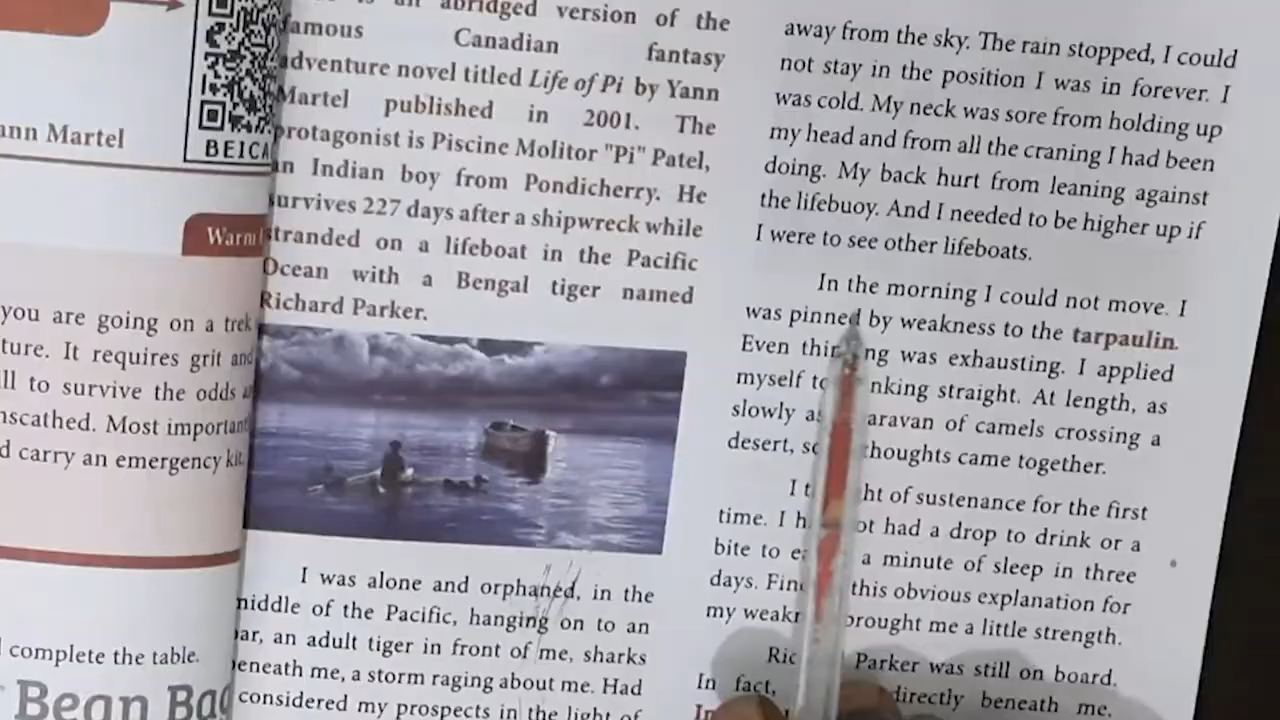 ann Martel
BEICA
Warm
you are going on a trek
ture. It requires grit and
ll to survive the odds
nscathed. Most important
d carry an emergency kit.
complete the table.
Bean Bag
abridged version of the
famous Canadian fantasy
adventure novel titled Life of Pi by Yann
Martel published in 2001. The
protagonist is Piscine Molitor "Pi" Patel,
an Indian boy from Pondicherry. He
survives 227 days after a shipwreck while
stranded on a lifeboat in the Pacific
Ocean with a Bengal tiger named
Richard Parker.
I was alone and orphaned, in the
middle of the Pacific, hanging on to an
oar, an adult tiger in front of me, sharks
beneath me, a storm raging about me. Had
considered my prospects in the light of
away from the sky. The rain stopped, I could
not stay in the position I was in forever. I
was cold. My neck was sore from holding up
my head and from all the craning I had been
doing. My back hurt from leaning against
the lifebuoy. And I needed to be higher up if
I were to see other lifeboats.
In the morning I could not move. I
was pinned by weakness to the tarpaulin.
Even thin ng was exhausting. I applied
myself to nking straight. At length, as
slowly as aravan of camels crossing a
desert, so thoughts came together.
I t ht of sustenance for the first
time. I h ot had a drop to drink or a
bite to ea a minute of sleep in three
days. Fin this obvious explanation for
my weakn brought me a little strength.
Ric Parker was still on board.
In fact, directly beneath me.